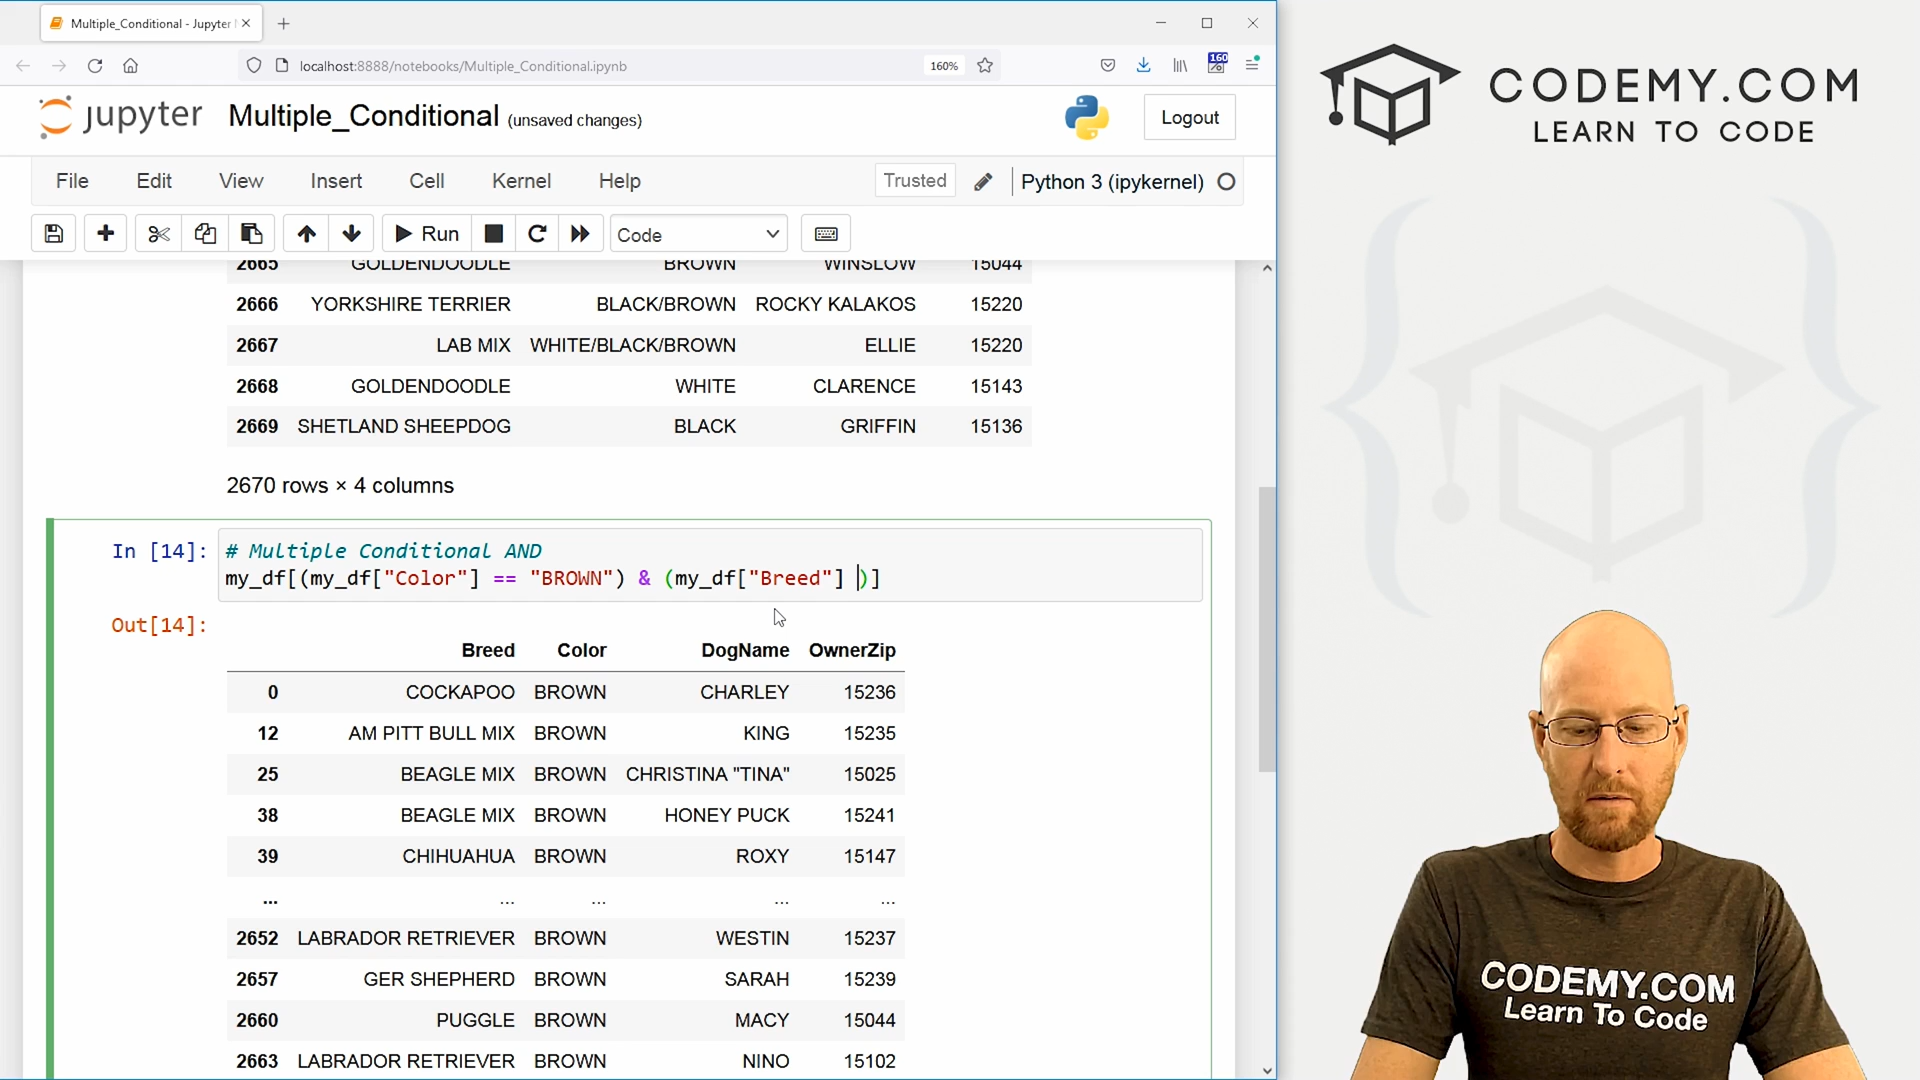 Multiple_Conditional - Jupyter
localhost:8888/notebooks/Multiple_Conditional.ipynb
160%
160
jupyter
Multiple_Conditional (unsaved changes)
Logout
File Edit View Insert Cell Kernel Help
Trusted
Python 3 (ipykernel)
Run
Code
2665 GOLDENDOODLE BROWN WINSLOW 15044
2666 YORKSHIRE TERRIER BLACK/BROWN ROCKY KALAKOS 15220
2667 LAB MIX WHITE/BLACK/BROWN ELLIE 15220
2668 GOLDENDOODLE WHITE CLARENCE 15143
2669 SHETLAND SHEEPDOG BLACK GRIFFIN 15136
2670 rows × 4 columns
In [14]:
# Multiple Conditional AND
my_df[(my_df["Color"] == "BROWN") & (my_df["Breed"] )]
Out[14]:
Breed Color DogName OwnerZip
0 COCKAPOO BROWN CHARLEY 15236
12 AM PITT BULL MIX BROWN KING 15235
25 BEAGLE MIX BROWN CHRISTINA "TINA" 15025
38 BEAGLE MIX BROWN HONEY PUCK 15241
39 CHIHUAHUA BROWN ROXY 15147
... ... ... ... ...
2652 LABRADOR RETRIEVER BROWN WESTIN 15237
2657 GER SHEPHERD BROWN SARAH 15239
2660 PUGGLE BROWN MACY 15044
2663 LABRADOR RETRIEVER BROWN NINO 15102
CODEMY.COM
LEARN TO CODE
CODEMY.COM
Learn To Code